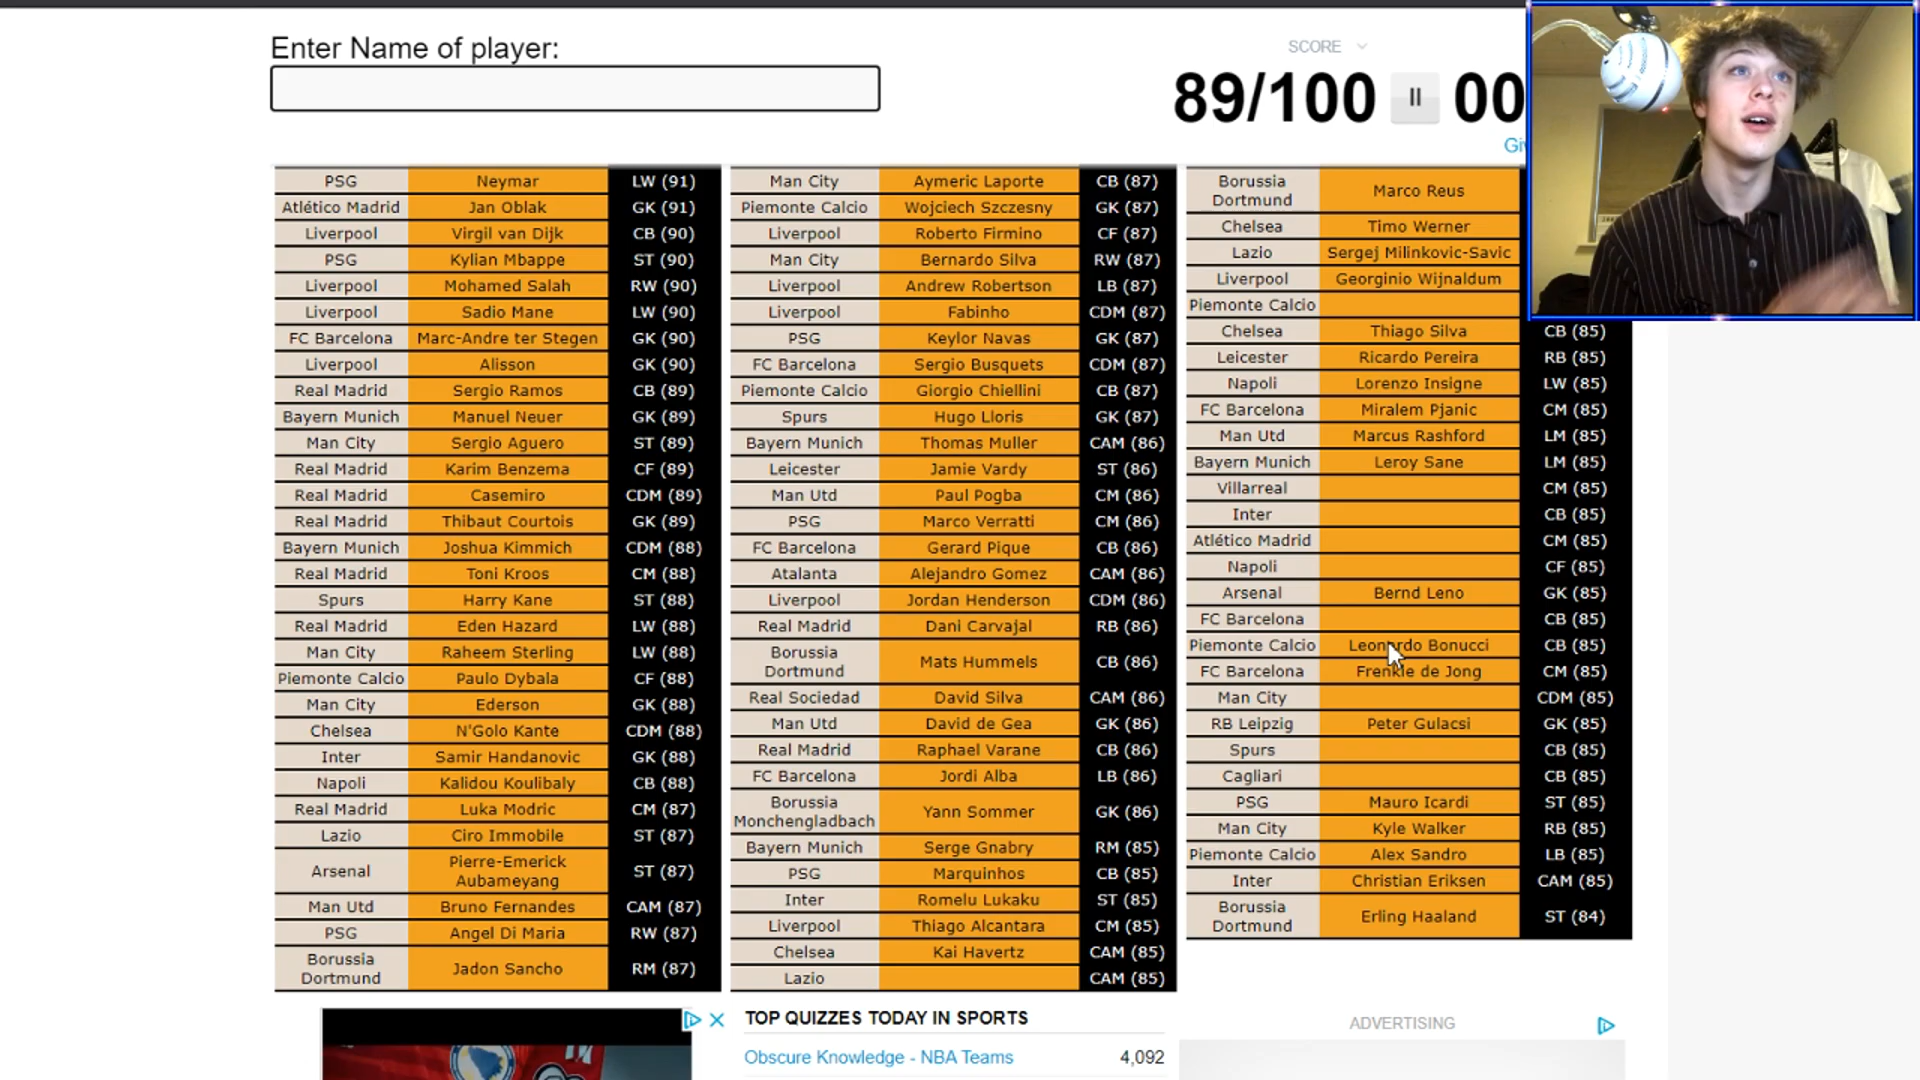 Enter Name of player:
SCORE
89/100
00
PSG Neymar LW (91)
Atlético Madrid Jan Oblak GK (91)
Liverpool Virgil van Dijk CB (90)
PSG Kylian Mbappe ST (90)
Liverpool Mohamed Salah RW (90)
Liverpool Sadio Mane LW (90)
FC Barcelona Marc-Andre ter Stegen GK (90)
Liverpool Alisson GK (90)
Real Madrid Sergio Ramos CB (89)
Bayern Munich Manuel Neuer GK (89)
Man City Sergio Aguero ST (89)
Real Madrid Karim Benzema CF (89)
Real Madrid Casemiro CDM (89)
Real Madrid Thibaut Courtois GK (89)
Bayern Munich Joshua Kimmich CDM (88)
Real Madrid Toni Kroos CM (88)
Spurs Harry Kane ST (88)
Real Madrid Eden Hazard LW (88)
Man City Raheem Sterling LW (88)
Piemonte Calcio Paulo Dybala CF (88)
Man City Ederson GK (88)
Chelsea N'Golo Kante CDM (88)
Inter Samir Handanovic GK (88)
Napoli Kalidou Koulibaly CB (88)
Real Madrid Luka Modric CM (87)
Lazio Ciro Immobile ST (87)
Arsenal Pierre-Emerick Aubameyang ST (87)
Man Utd Bruno Fernandes CAM (87)
PSG Angel Di Maria RW (87)
Borussia Dortmund Jadon Sancho RM (87)
Man City Aymeric Laporte CB (87)
Piemonte Calcio Wojciech Szczesny GK (87)
Liverpool Roberto Firmino CF (87)
Man City Bernardo Silva RW (87)
Liverpool Andrew Robertson LB (87)
Liverpool Fabinho CDM (87)
PSG Keylor Navas GK (87)
FC Barcelona Sergio Busquets CDM (87)
Piemonte Calcio Giorgio Chiellini CB (87)
Spurs Hugo Lloris GK (87)
Bayern Munich Thomas Muller CAM (86)
Leicester Jamie Vardy ST (86)
Man Utd Paul Pogba CM (86)
PSG Marco Verratti CM (86)
FC Barcelona Gerard Pique CB (86)
Atalanta Alejandro Gomez CAM (86)
Liverpool Jordan Henderson CDM (86)
Real Madrid Dani Carvajal RB (86)
Borussia Dortmund Mats Hummels CB (86)
Real Sociedad David Silva CAM (86)
Man Utd David de Gea GK (86)
Real Madrid Raphael Varane CB (86)
FC Barcelona Jordi Alba LB (86)
Borussia Monchengladbach Yann Sommer GK (86)
Bayern Munich Serge Gnabry RM (85)
PSG Marquinhos CB (85)
Inter Romelu Lukaku ST (85)
Liverpool Thiago Alcantara CM (85)
Chelsea Kai Havertz CAM (85)
Lazio CAM (85)
Borussia Dortmund Marco Reus
Chelsea Timo Werner
Lazio Sergej Milinkovic-Savic
Liverpool Georginio Wijnaldum
Piemonte Calcio
Chelsea Thiago Silva CB (85)
Leicester Ricardo Pereira RB (85)
Napoli Lorenzo Insigne LW (85)
FC Barcelona Miralem Pjanic CM (85)
Man Utd Marcus Rashford LM (85)
Bayern Munich Leroy Sane LM (85)
Villarreal CM (85)
Inter CB (85)
Atlético Madrid CM (85)
Napoli CF (85)
Arsenal Bernd Leno GK (85)
FC Barcelona CB (85)
Piemonte Calcio Leonardo Bonucci CB (85)
FC Barcelona Frenkie de Jong CM (85)
Man City CDM (85)
RB Leipzig Peter Gulacsi GK (85)
Spurs CB (85)
Cagliari CB (85)
PSG Mauro Icardi ST (85)
Man City Kyle Walker RB (85)
Piemonte Calcio Alex Sandro LB (85)
Inter Christian Eriksen CAM (85)
Borussia Dortmund Erling Haaland ST (84)
TOP QUIZZES TODAY IN SPORTS
Obscure Knowledge - NBA Teams 4,092
ADVERTISING